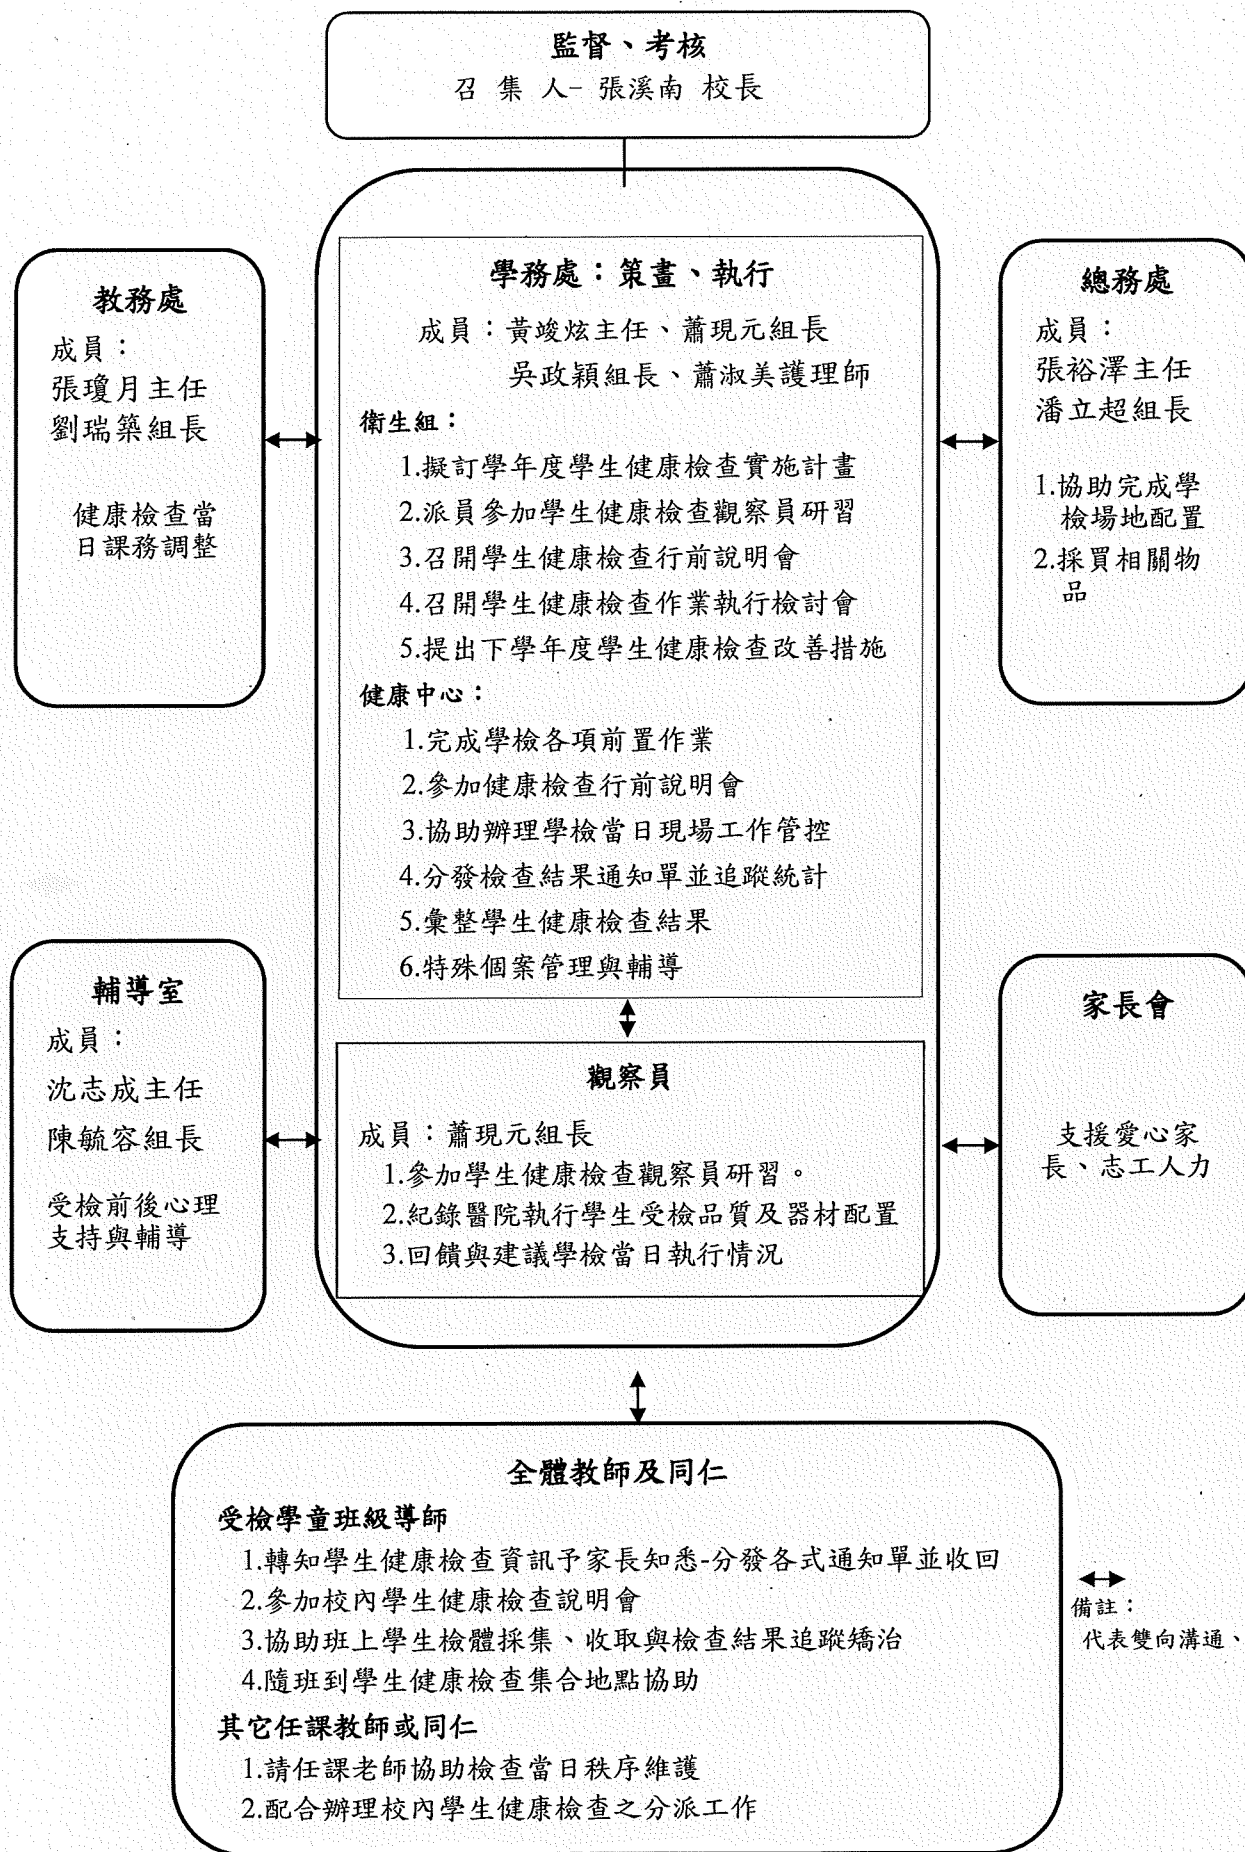 監督、考核
召 集 人- 張溪南 校長
教務處
成員：
張瓊月主任
劉瑞築組長
健康檢查當
日課務調整
學務處：策畫、執行
成員：黃竣炫主任、蕭現元組長
吳政穎組長、蕭淑美護理師
衛生組：
1.擬訂學年度學生健康檢查實施計畫
2.派員參加學生健康檢查觀察員研習
3.召開學生健康檢查行前說明會
4.召開學生健康檢查作業執行檢討會
5.提出下學年度學生健康檢查改善措施
健康中心：
1.完成學檢各項前置作業
2.參加健康檢查行前說明會
3.協助辦理學檢當日現場工作管控
4.分發檢查結果通知單並追蹤統計
5.彙整學生健康檢查結果
6.特殊個案管理與輔導
總務處
成員：
張裕澤主任
潘立超組長
1.協助完成學
檢場地配置
2.採買相關物
品
輔導室
成員：
沈志成主任
陳毓容組長
受檢前後心理
支持與輔導
觀察員
成員：蕭現元組長
1.參加學生健康檢查觀察員研習。
2.紀錄醫院執行學生受檢品質及器材配置
3.回饋與建議學檢當日執行情況
家長會
支援愛心家
長、志工人力
全體教師及同仁
受檢學童班級導師
1.轉知學生健康檢查資訊予家長知悉-分發各式通知單並收回
2.參加校內學生健康檢查說明會
3.協助班上學生檢體採集、收取與檢查結果追蹤矯治
4.隨班到學生健康檢查集合地點協助
其它任課教師或同仁
1.請任課老師協助檢查當日秩序維護
2.配合辦理校內學生健康檢查之分派工作
備註：
代表雙向溝通、